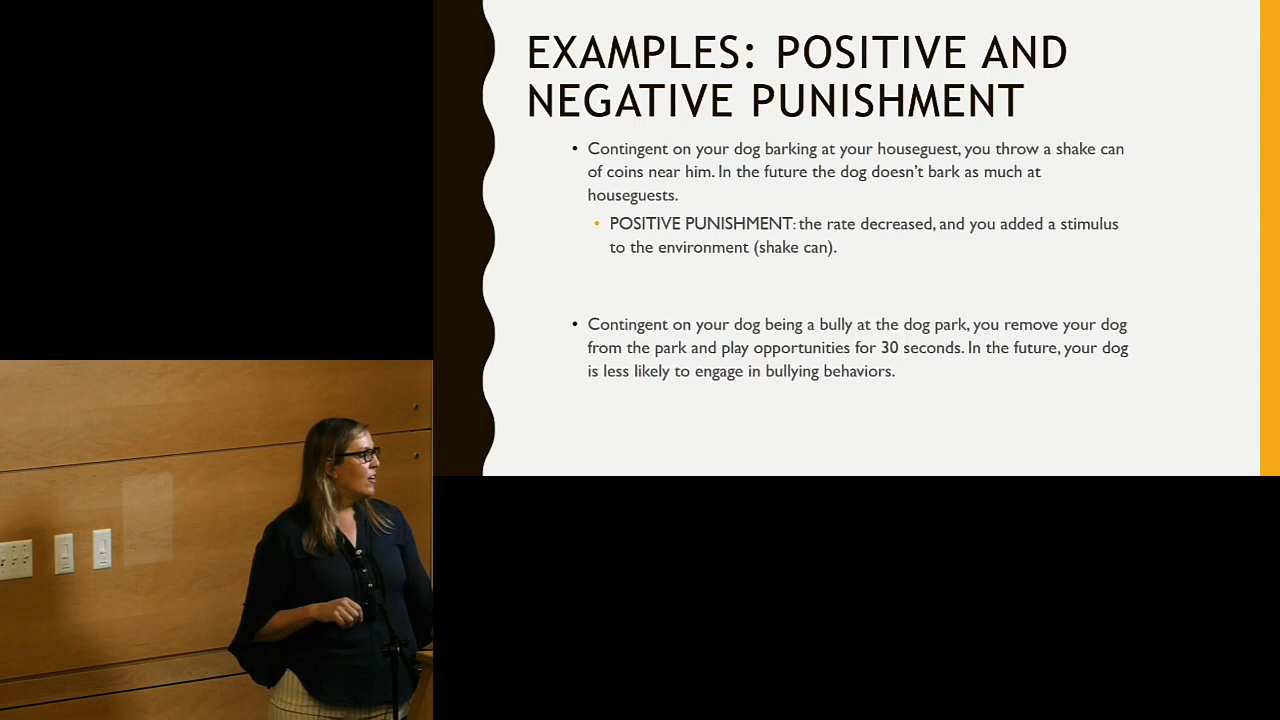 EXAMPLES: POSITIVE AND
NEGATIVE PUNISHMENT
• Contingent on your dog barking at your houseguest, you throw a shake can
of coins near him. In the future the dog doesn’t bark as much at
houseguests.
• POSITIVE PUNISHMENT: the rate decreased, and you added a stimulus
to the environment (shake can).
• Contingent on your dog being a bully at the dog park, you remove your dog
from the park and play opportunities for 30 seconds. In the future, your dog
is less likely to engage in bullying behaviors.